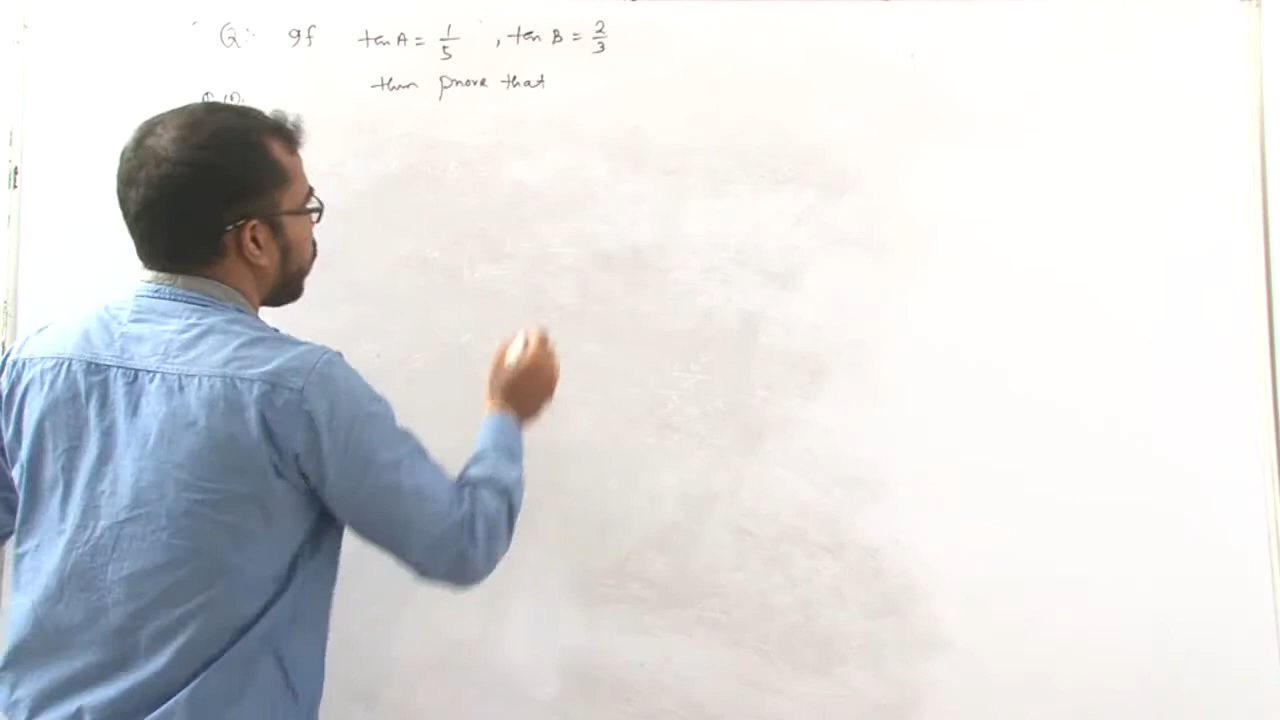 Q:- If tan A = 1/5 , tan B = 2/3
then prove that